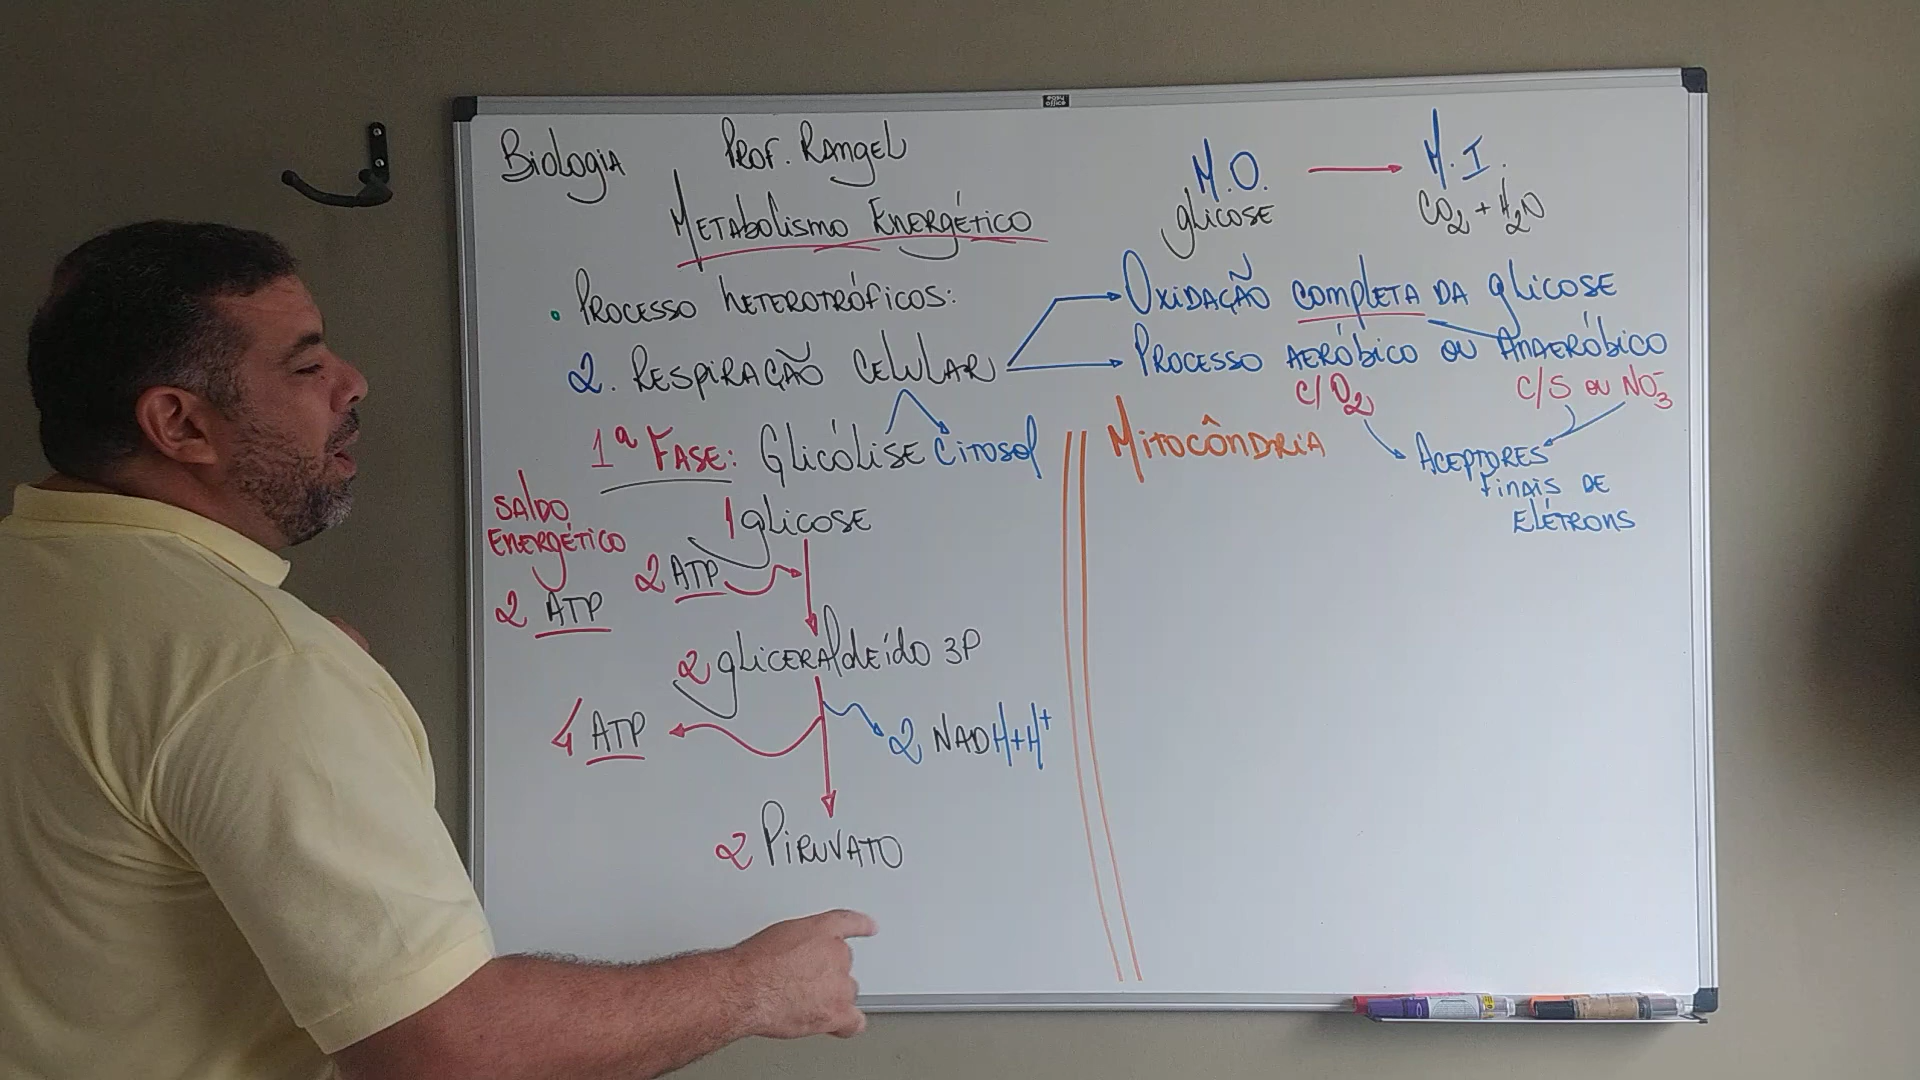 easy office
Biologia Prof. Rangel
Metabolismo Energético
M.O. → M.I.
glicose CO2 + H2O
• Processo heterotróficos:
2. Respiração Celular
Oxidação completa da glicose
Processo aeróbico ou anaeróbico
c/O2 c/S ou NO3-
Aceptores
finais de
elétrons
1ª Fase: Glicólise Citosol
Mitocôndria
Saldo
Energético
2 ATP
1 glicose
2 ATP
2 gliceraldeído 3P
4 ATP
2 NADH+H+
2 Piruvato